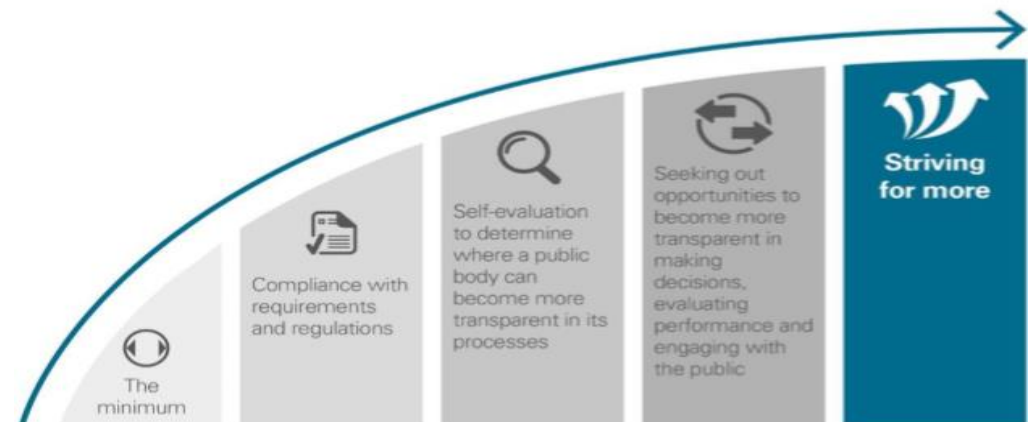 The
minimum
Compliance with
requirements
and regulations
Self-evaluation
to determine
where a public
body can
become more
transparent in its
processes
Seeking out
opportunities to
become more
transparent in
making
decisions,
evaluating
performance and
engaging with
the public
Striving
for more